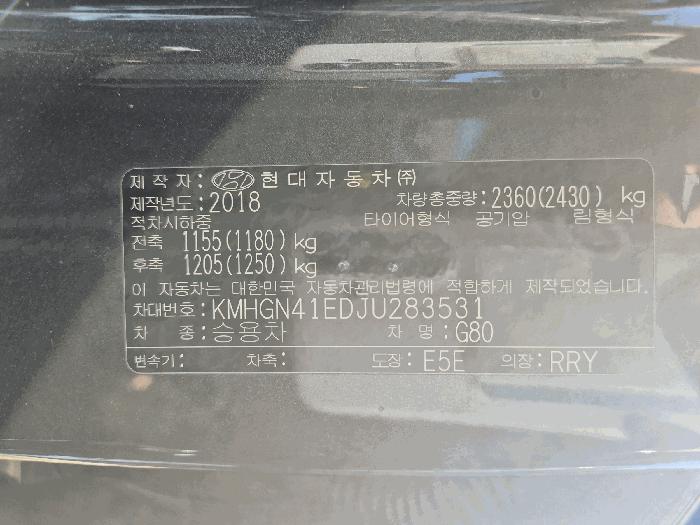 제 작 자 : 현대자동차㈜
제작년도 : 2018 차량총중량 : 2360(2430) kg
적차시하중 타이어형식 공기압 림형식
전축 1155(1180) kg
후축 1205(1250) kg
이 자동차는 대한민국 자동차관리법령에 적합하게 제작되었습니다.
차대번호 : KMHGN41EDJU283531
차 종 : 승용차 차 명 : G80
변속기 : 차축 : 도장 : E5E 의장 : RRY